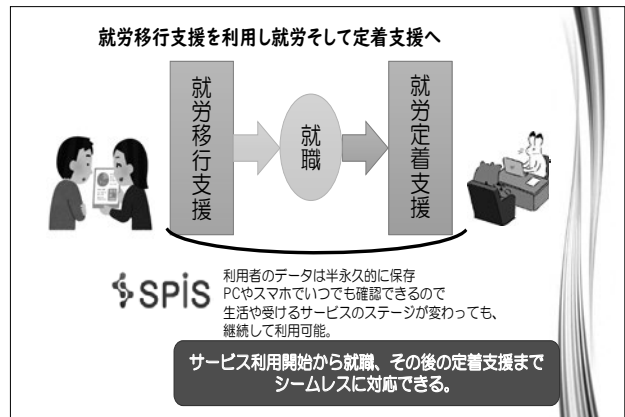 就労移行支援を利用し就労そして定着支援へ
就労移行支援
就職
就労定着支援
SPiS
利用者のデータは半永久的に保存
PCやスマホでいつでも確認できるので
生活や受けるサービスのステージが変わっても、
継続して利用可能。
サービス利用開始から就職、その後の定着支援まで
シームレスに対応できる。